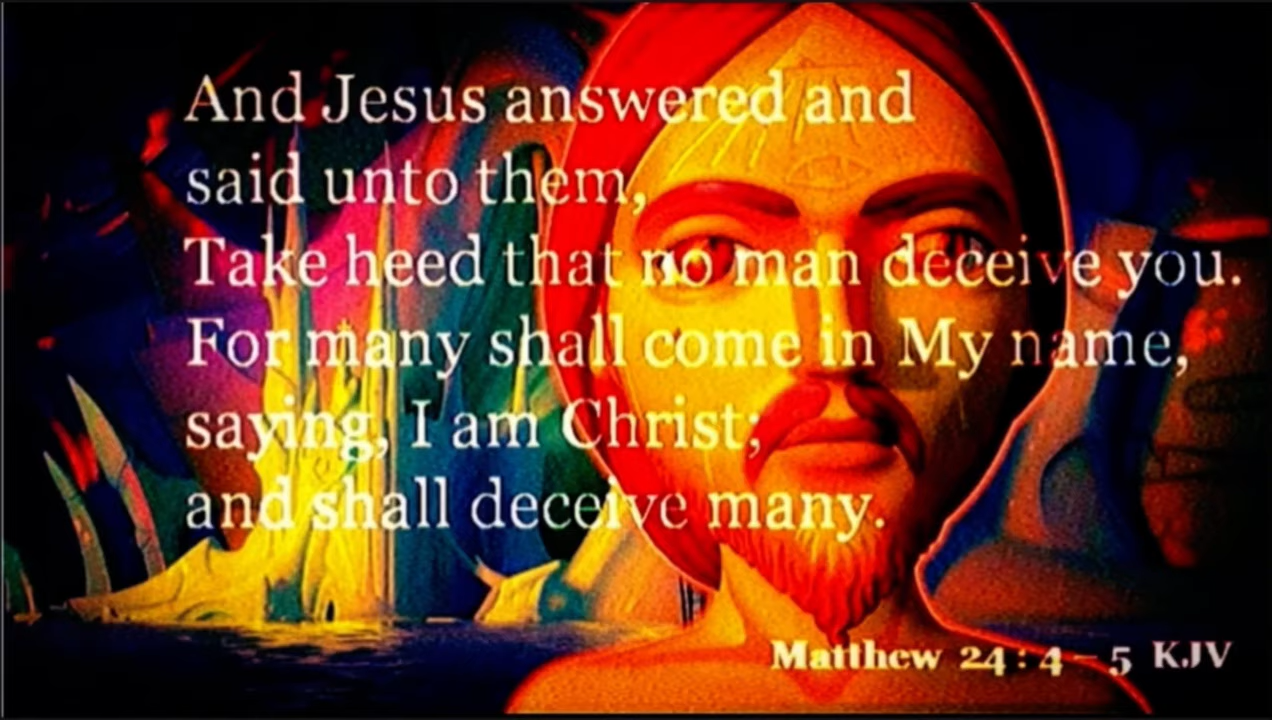 And Jesus answered and
said unto them,
Take heed that no man deceive you.
For many shall come in My name,
saying, I am Christ;
and shall deceive many.
Matthew 24:4-5 KJV